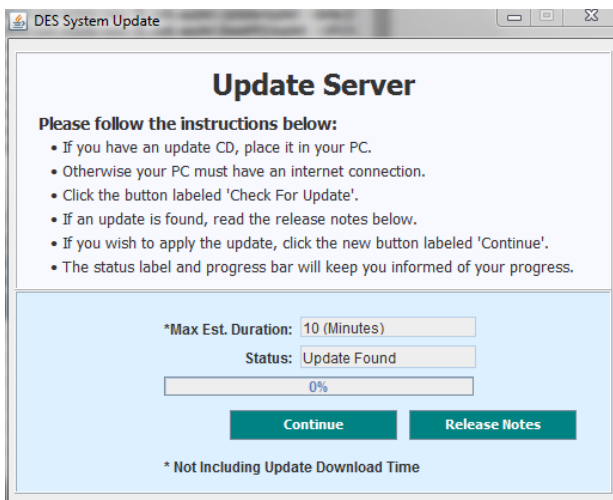 DES System Update
Update Server
Please follow the instructions below:
• If you have an update CD, place it in your PC.
• Otherwise your PC must have an internet connection.
• Click the button labeled 'Check For Update'.
• If an update is found, read the release notes below.
• If you wish to apply the update, click the new button labeled 'Continue'.
• The status label and progress bar will keep you informed of your progress.
*Max Est. Duration: 10 (Minutes)
Status: Update Found
0%
Continue Release Notes
* Not Including Update Download Time